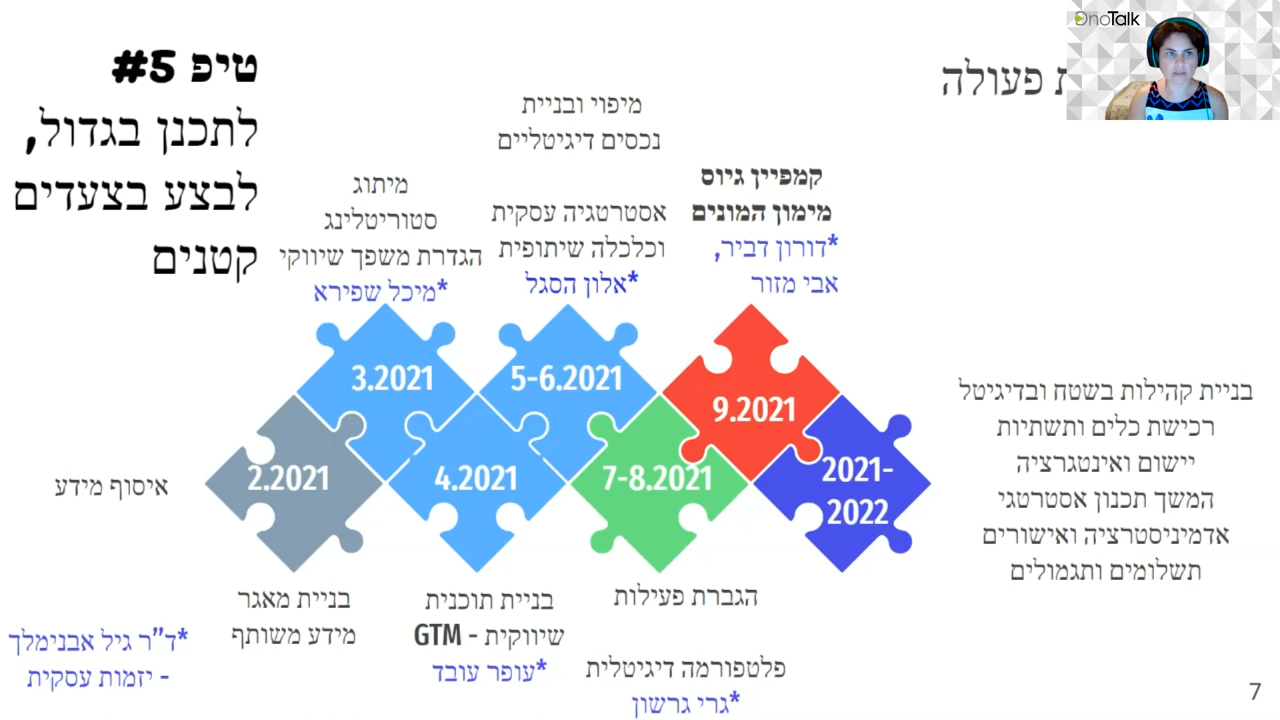 OnoTalk
ת פעולה
טיפ #5
לתכנן בגדול,
לבצע בצעדים
קטנים
מיפוי ובניית
נכסים דיגיטליים
אסטרטגיה עסקית
וכלכלה שיתופית
*אלון הסגל
קמפיין גיוס
מימון המונים
*דורון דביר,
אבי מזור
מיתוג
סטוריטלינג
הגדרת משפך שיווקי
*מיכל שפירא
3.2021
5-6.2021
9.2021
2.2021
4.2021
7-8.2021
2021-
2022
איסוף מידע
בניית קהילות בשטח ובדיגיטל
רכישת כלים ותשתיות
יישום ואינטגרציה
המשך תכנון אסטרטגי
אדמיניסטרציה ואישורים
תשלומים ותגמולים
בניית מאגר
מידע משותף
*ד"ר גיל אבנימלך
- יזמות עסקית
בניית תוכנית
שיווקית - GTM
*עופר עובד
הגברת פעילות
פלטפורמה דיגיטלית
*גרי גרשון
7